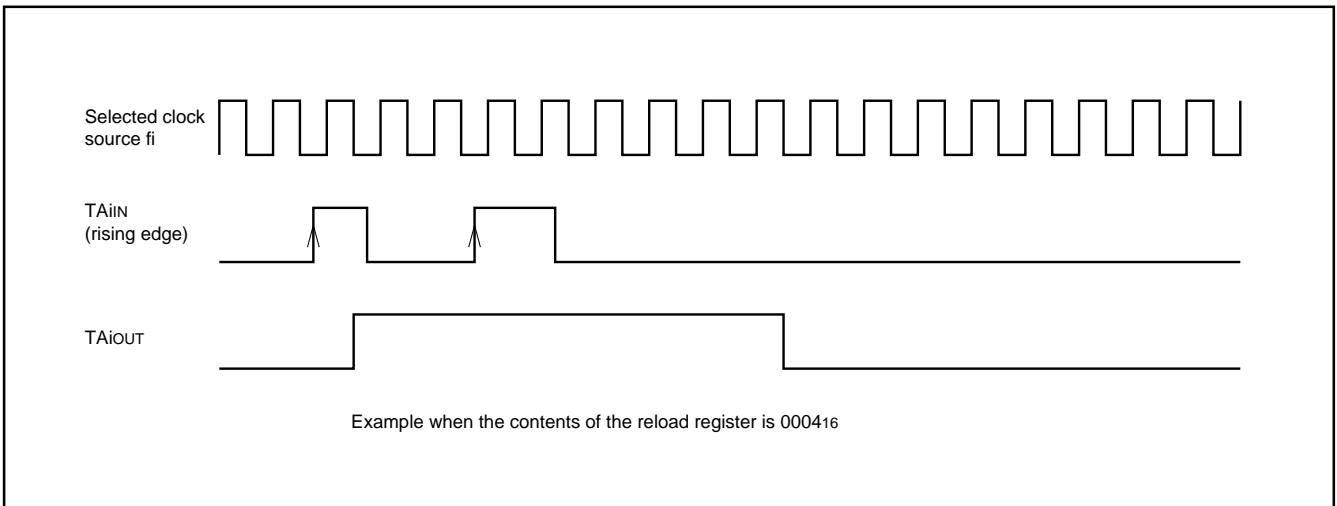 Selected clock
source fi
TAiIN
(rising edge)
TAiOUT
Example when the contents of the reload register is 000416